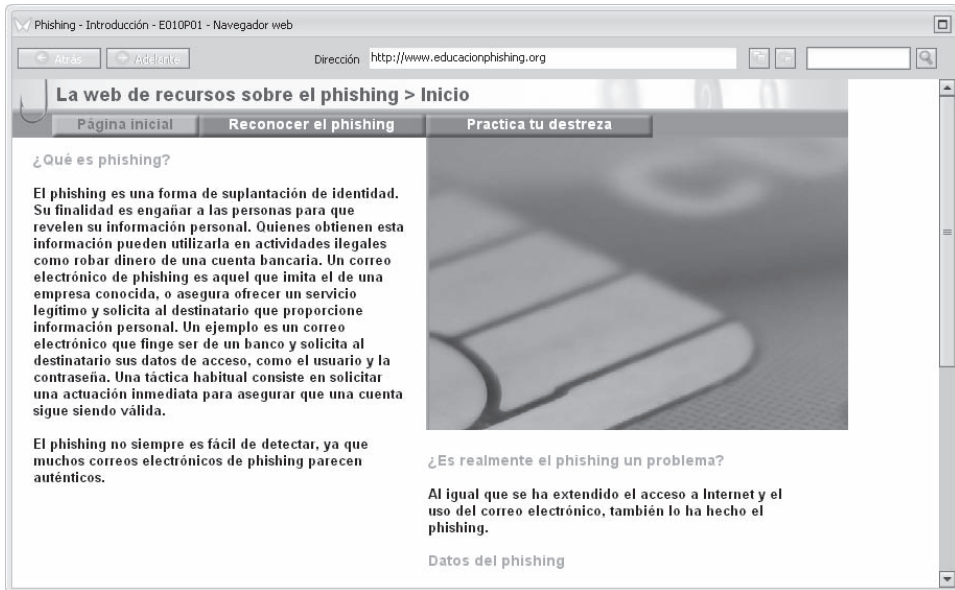 Phishing - Introducción - E010P01 - Navegador web
Atrás
Adelante
Dirección
http://www.educacionphishing.org
La web de recursos sobre el phishing > Inicio
Página inicial
Reconocer el phishing
Practica tu destreza
¿Qué es phishing?
El phishing es una forma de suplantación de identidad.
Su finalidad es engañar a las personas para que
revelen su información personal. Quienes obtienen esta
información pueden utilizarla en actividades ilegales
como robar dinero de una cuenta bancaria. Un correo
electrónico de phishing es aquel que imita el de una
empresa conocida, o asegura ofrecer un servicio
legítimo y solicita al destinatario que proporcione
información personal. Un ejemplo es un correo
electrónico que finge ser de un banco y solicita al
destinatario sus datos de acceso, como el usuario y la
contraseña. Una táctica habitual consiste en solicitar
una actuación inmediata para asegurar que una cuenta
sigue siendo válida.
El phishing no siempre es fácil de detectar, ya que
muchos correos electrónicos de phishing parecen
auténticos.
¿Es realmente el phishing un problema?
Al igual que se ha extendido el acceso a Internet y el
uso del correo electrónico, también lo ha hecho el
phishing.
Datos del phishing